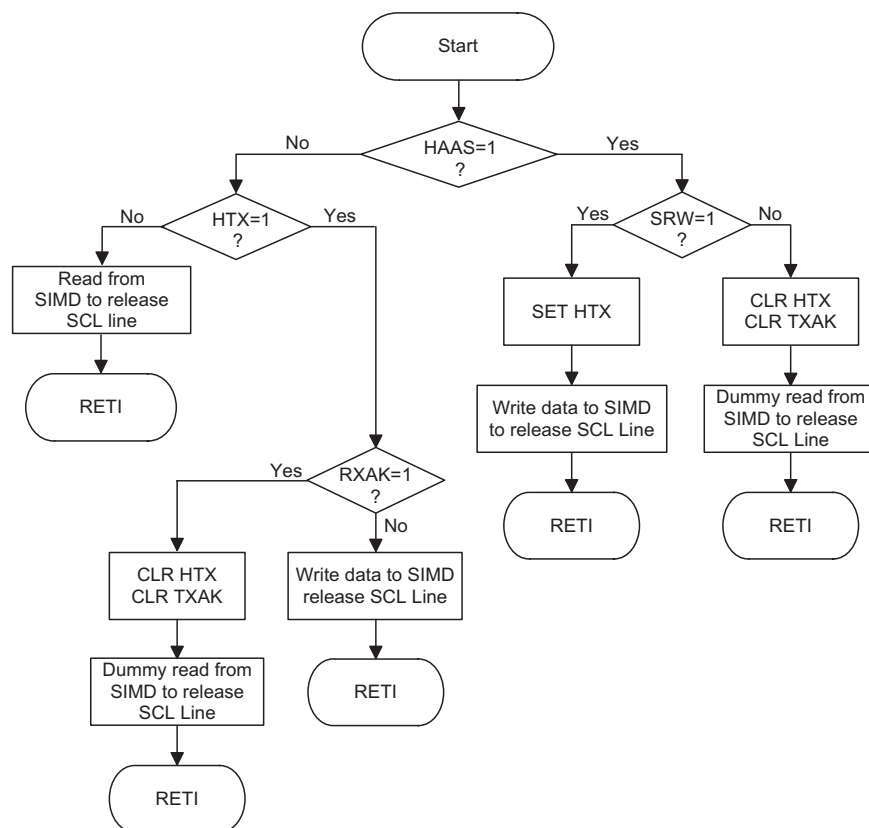 Start
HAAS=1
?
No
Yes
HTX=1
?
No
Yes
SRW=1
?
Yes
No
Read from
SIMD to release
SCL line
RETI
SET HTX
CLR HTX
CLR TXAK
Write data to SIMD
to release SCL Line
Dummy read from
SIMD to release
SCL Line
RETI
RETI
RXAK=1
?
Yes
No
CLR HTX
CLR TXAK
Write data to SIMD
release SCL Line
Dummy read from
SIMD to release
SCL Line
RETI
RETI